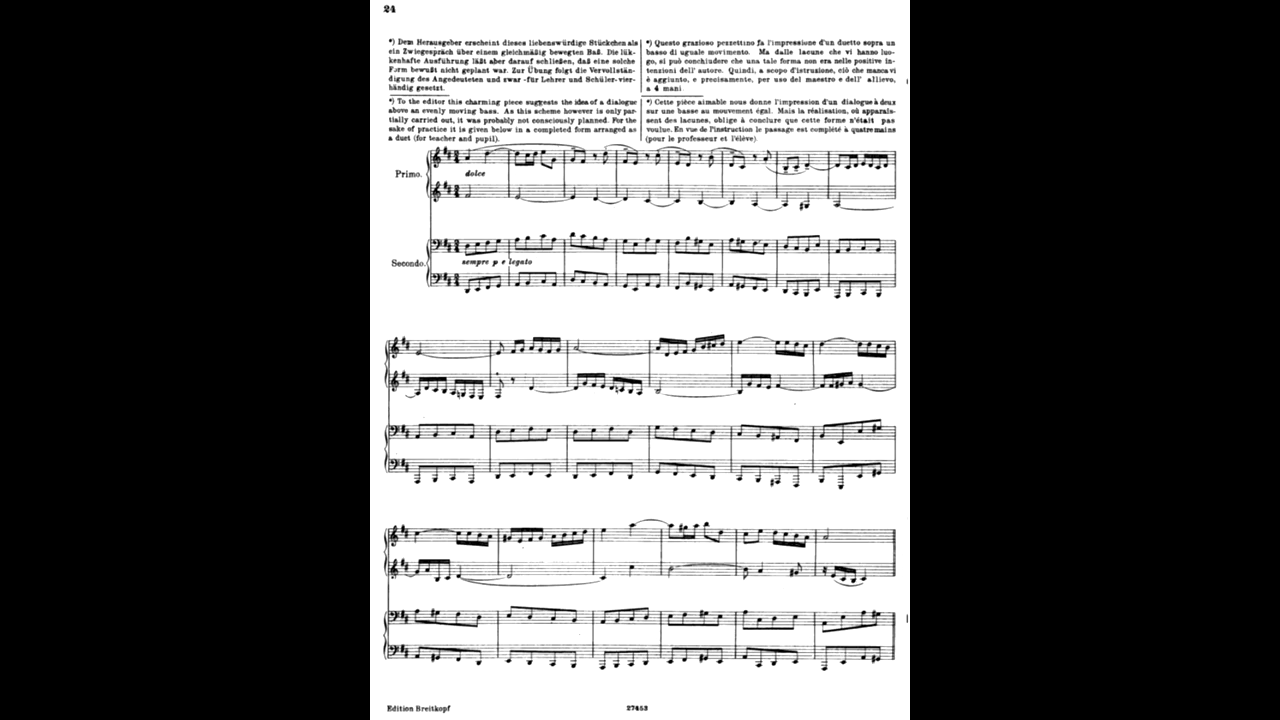 24
*) Dem Herausgeber erscheint dieses liebenswürdige Stückchen als
ein Zwiegespräch über einem gleichmäßig bewegten Baß. Die lük-
kenhafte Ausführung läßt aber darauf schließen, daß eine solche
Form bewußt nicht geplant war. Zur Übung folgt die Vervollstän-
digung des Angedeuteten und zwar -für Lehrer und Schüler-vier-
händig gesetzt.
*) Questo grazioso pezzettino fa l'impressione d'un duetto sopra un
basso di uguale movimento. Ma dalle lacune che vi hanno luo-
go, si può conchiudere che una tale forma non era nelle positive in-
tenzioni dell' autore. Quindi, a scopo d'istruzione, ciò che manca vi
è aggiunto, e precisamente, per uso del maestro e dell' allievo,
a 4 mani.
*) To the editor this charming piece suggests the idea of a dialogue
above an evenly moving bass. As this scheme however is only par-
tially carried out, it was probably not consciously planned. For the
sake of practice it is given below in a completed form arranged as
a duet (for teacher and pupil).
*) Cette pièce aimable nous donne l'impression d'un dialogue à deux
sur une basse au mouvement égal. Mais la réalisation, où apparais-
sent des lacunes, oblige à conclure que cette forme n'était pas
voulue. En vue de l'instruction le passage est complété à quatre mains
(pour le professeur et l'élève).
Primo.
dolce
Secondo.
sempre p e legato
Edition Breitkopf
27453